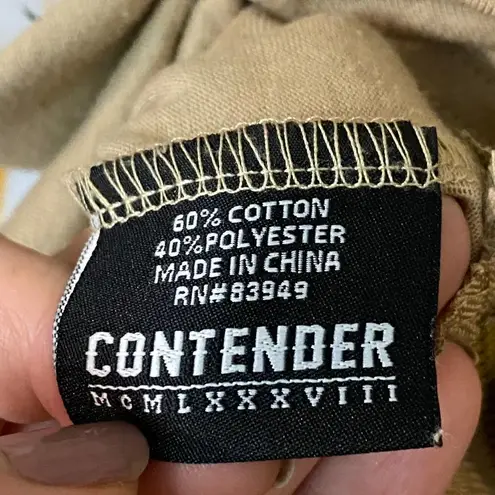 60% COTTON
40% POLYESTER
MADE IN CHINA
RN#83949
CONTENDER
MCMLXXXVIII